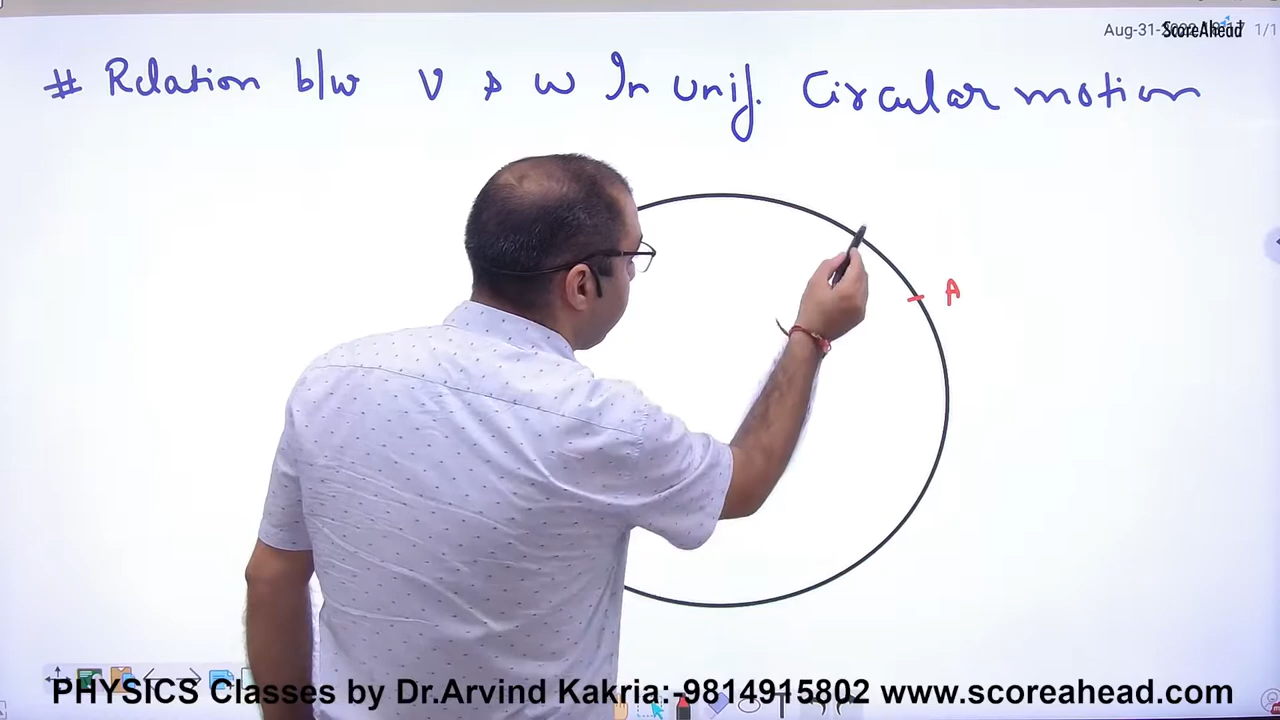 Aug-31-2022 ScoreAhead 1/1
# Relation b/w V & ω In unif. Circular motion
A
PHYSICS Classes by Dr.Arvind Kakria:-9814915802 www.scoreahead.com